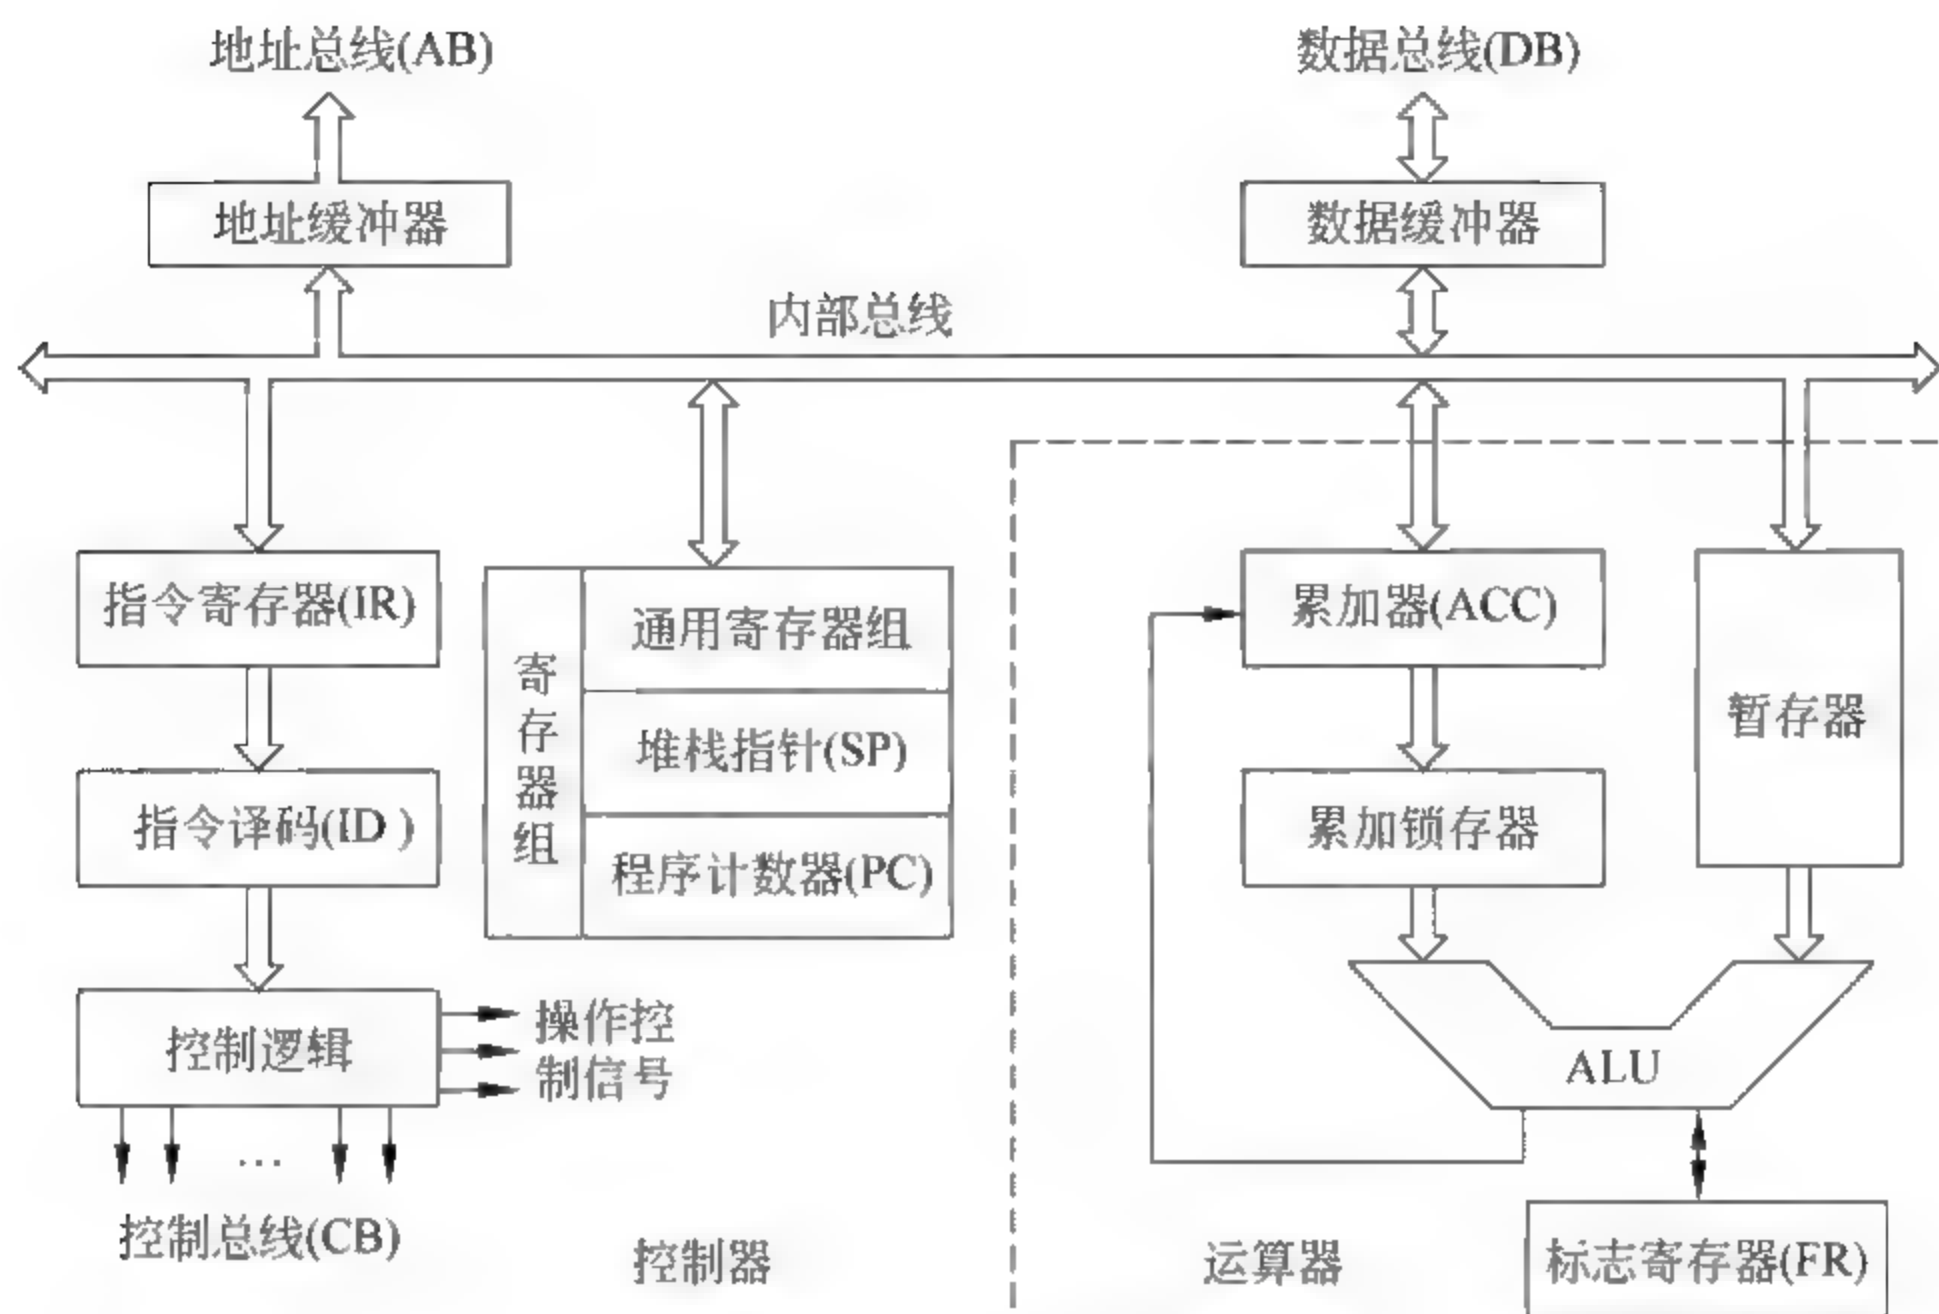 地址总线(AB)
数据总线(DB)
地址缓冲器
数据缓冲器
内部总线
指令寄存器(IR)
寄存器组
通用寄存器组
累加器(ACC)
暂存器
堆栈指针(SP)
指令译码(ID )
累加锁存器
程序计数器(PC)
控制逻辑
操作控
制信号
ALU
…
控制总线(CB)
控制器
运算器
标志寄存器(FR)